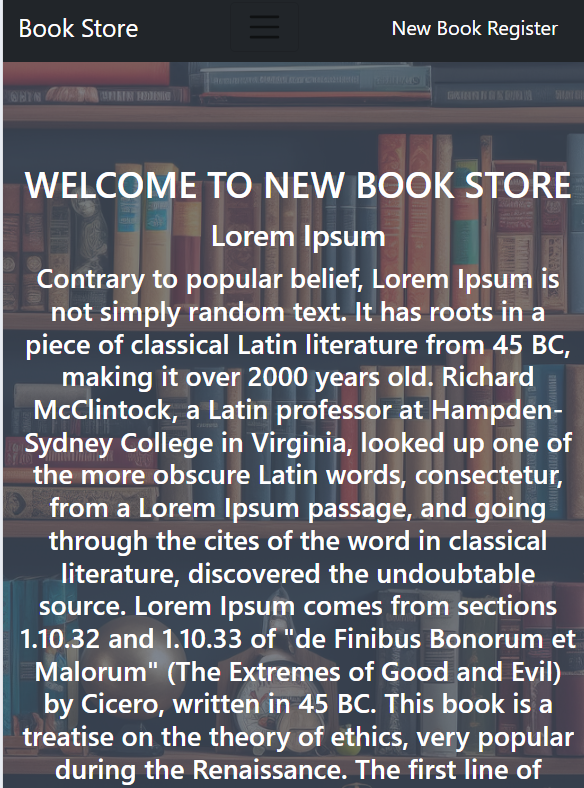 Book Store
New Book Register
WELCOME TO NEW BOOK STORE
Lorem Ipsum
Contrary to popular belief, Lorem Ipsum is
not simply random text. It has roots in a
piece of classical Latin literature from 45 BC,
making it over 2000 years old. Richard
McClintock, a Latin professor at Hampden-
Sydney College in Virginia, looked up one of
the more obscure Latin words, consectetur,
from a Lorem Ipsum passage, and going
through the cites of the word in classical
literature, discovered the undoubtable
source. Lorem Ipsum comes from sections
1.10.32 and 1.10.33 of "de Finibus Bonorum et
Malorum" (The Extremes of Good and Evil)
by Cicero, written in 45 BC. This book is a
treatise on the theory of ethics, very popular
during the Renaissance. The first line of